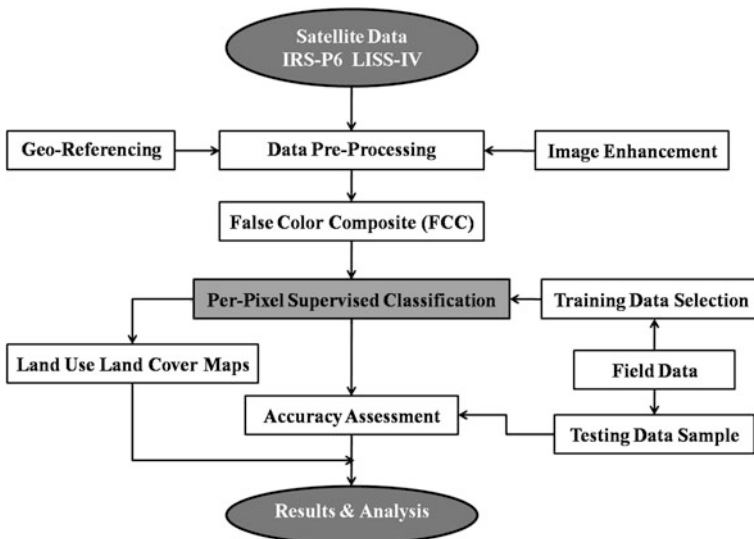 Satellite Data
IRS-P6 LISS-IV
Geo-Referencing
Data Pre-Processing
Image Enhancement
False Color Composite (FCC)
Per-Pixel Supervised Classification
Training Data Selection
Land Use Land Cover Maps
Field Data
Accuracy Assessment
Testing Data Sample
Results & Analysis